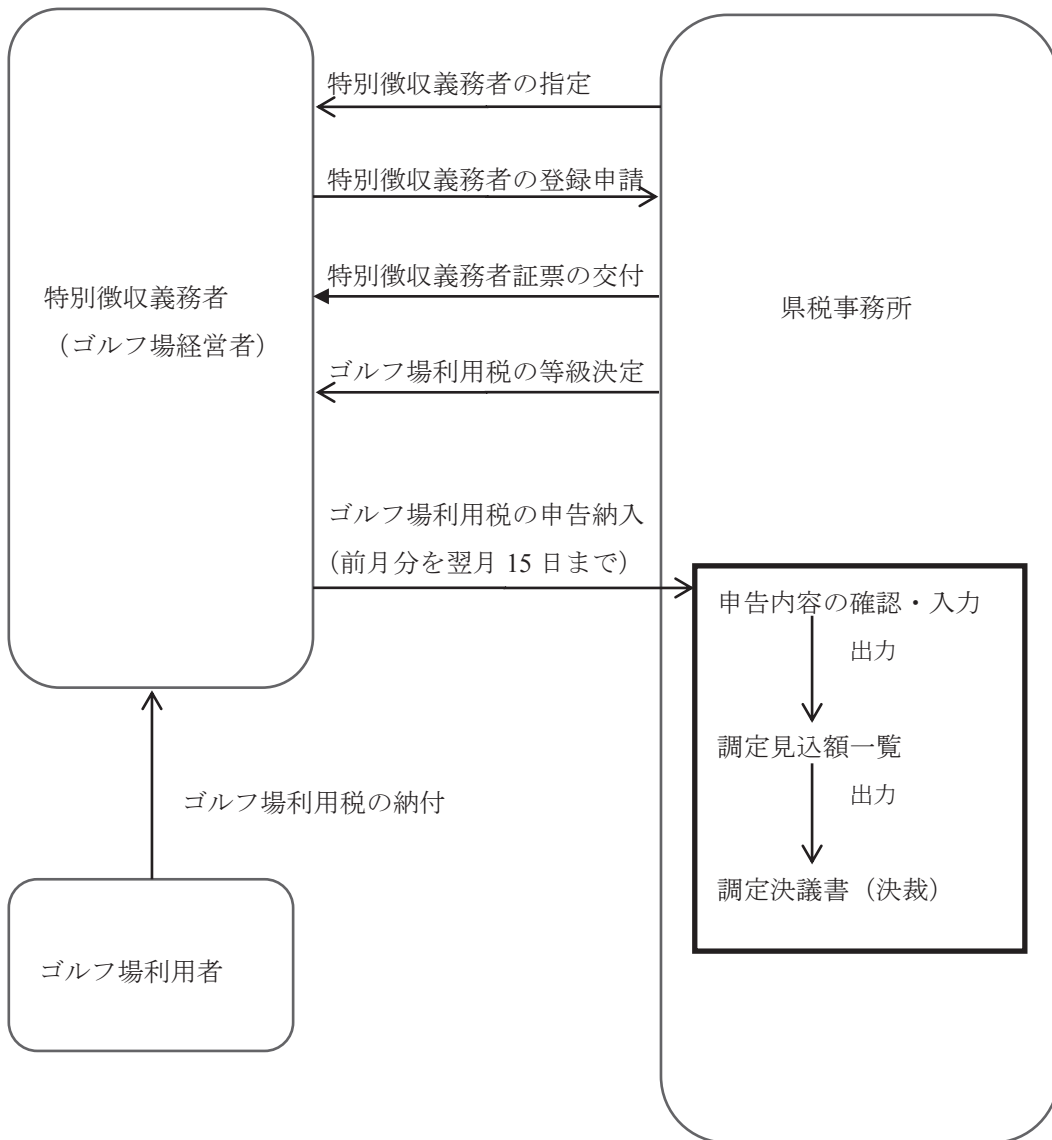 特別徴収義務者の指定
特別徴収義務者の登録申請
特別徴収義務者証票の交付
特別徴収義務者
（ゴルフ場経営者）
県税事務所
ゴルフ場利用税の等級決定
ゴルフ場利用税の申告納入
（前月分を翌月 15 日まで）
申告内容の確認・入力
出力
調定見込額一覧
出力
調定決議書（決裁）
ゴルフ場利用税の納付
ゴルフ場利用者